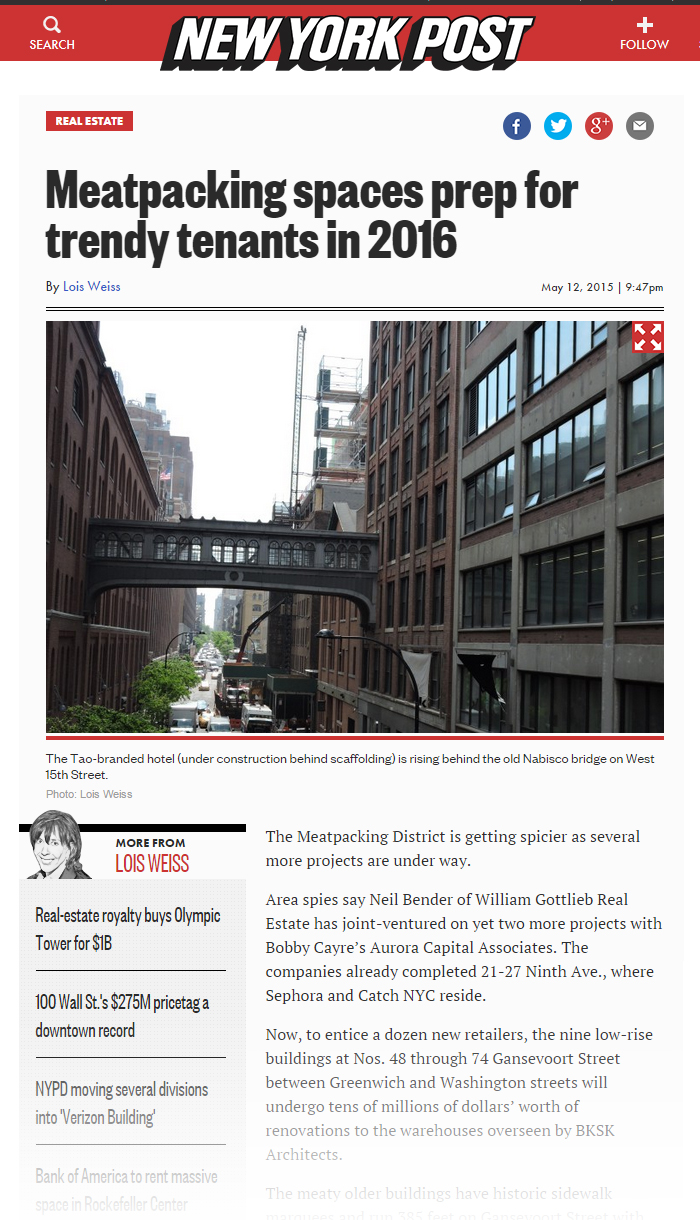 SEARCH
NEW YORK POST
FOLLOW
REAL ESTATE
Meatpacking spaces prep for
trendy tenants in 2016
By Lois Weiss
May 12, 2015 | 9:47pm
The Tao-branded hotel (under construction behind scaffolding) is rising behind the old Nabisco bridge on West
15th Street.
Photo: Lois Weiss
MORE FROM
LOIS WEISS
Real-estate royalty buys Olympic
Tower for $1B
100 Wall St.'s $275M pricetag a
downtown record
NYPD moving several divisions
into 'Verizon Building'
Bank of America to rent massive
space in Rockefeller Center
The Meatpacking District is getting spicier as several
more projects are under way.
Area spies say Neil Bender of William Gottlieb Real
Estate has joint-ventured on yet two more projects with
Bobby Cayre’s Aurora Capital Associates. The
companies already completed 21-27 Ninth Ave., where
Sephora and Catch NYC reside.
Now, to entice a dozen new retailers, the nine low-rise
buildings at Nos. 48 through 74 Gansevoort Street
between Greenwich and Washington streets will
undergo tens of millions of dollars’ worth of
renovations to the warehouses overseen by BKSK
Architects.
The meaty older buildings have historic sidewalk
marquees and run 385 feet on Gansevoort Street with